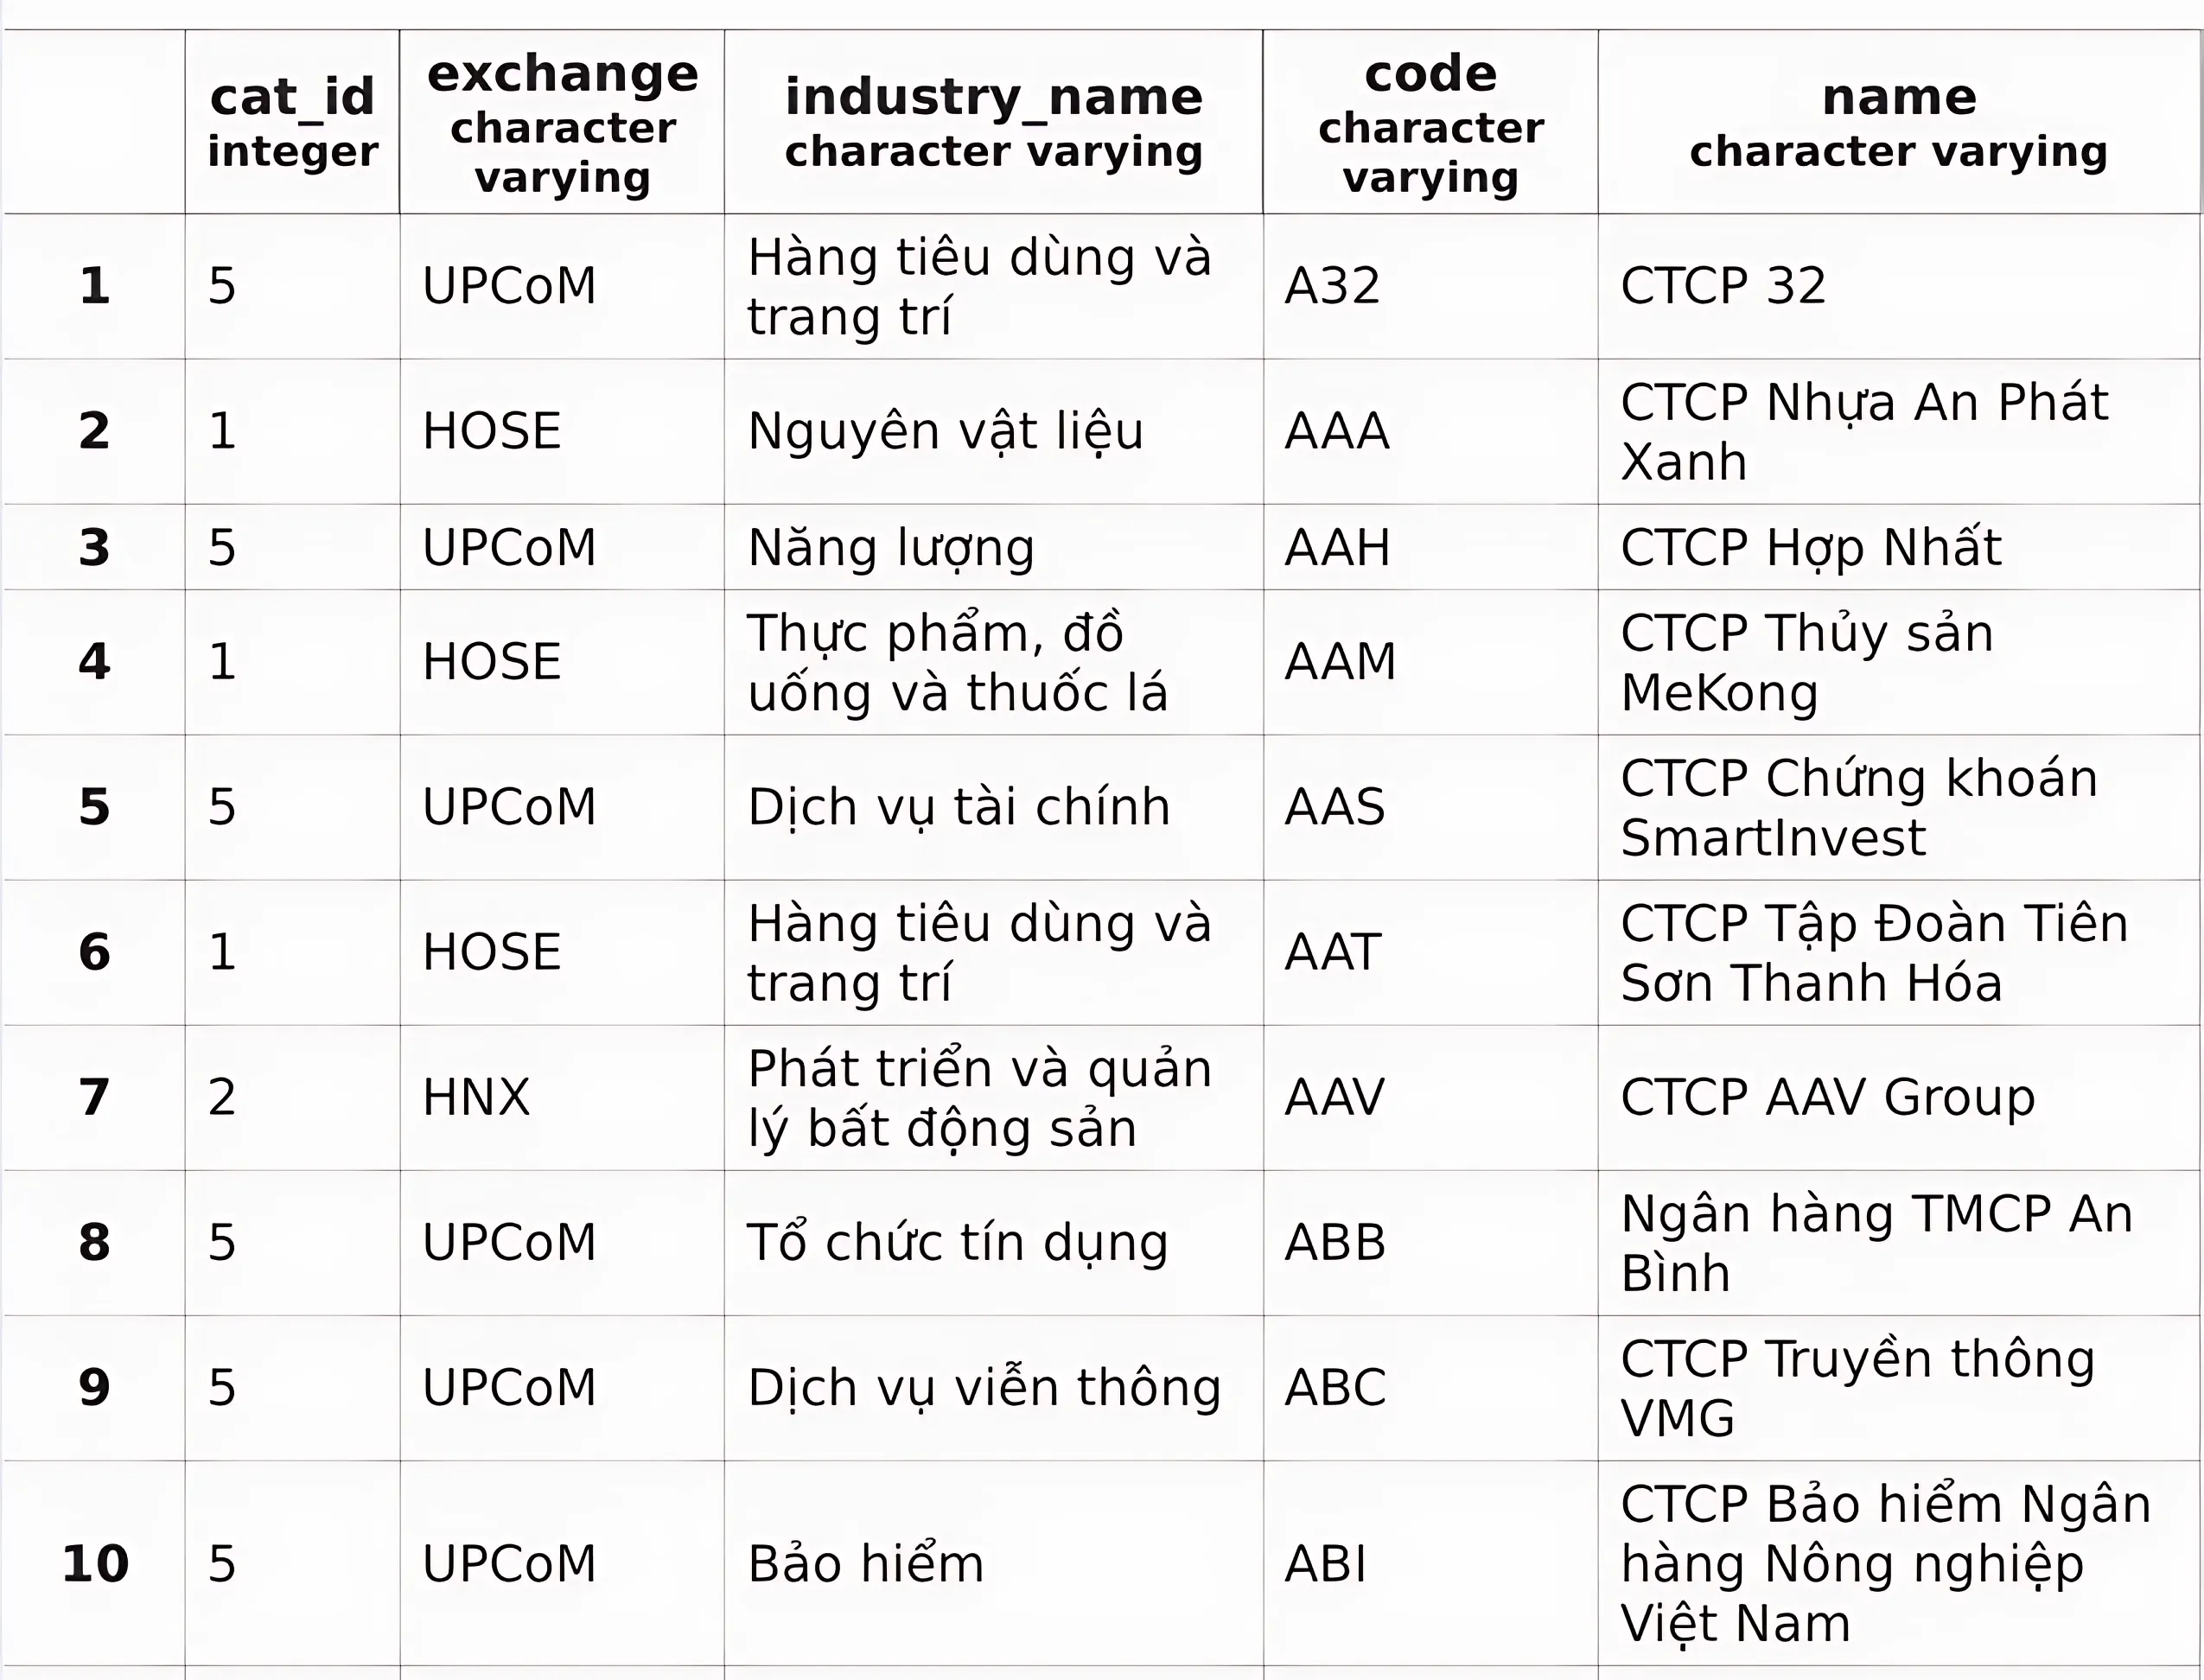 cat_id
integer
exchange
character
varying
industry_name
character varying
code
character
varying
name
character varying
1 5 UPCoM Hàng tiêu dùng và
trang trí A32 CTCP 32
2 1 HOSE Nguyên vật liệu AAA CTCP Nhựa An Phát
Xanh
3 5 UPCoM Năng lượng AAH CTCP Hợp Nhất
4 1 HOSE Thực phẩm, đồ
uống và thuốc lá AAM CTCP Thủy sản
MeKong
5 5 UPCoM Dịch vụ tài chính AAS CTCP Chứng khoán
SmartInvest
6 1 HOSE Hàng tiêu dùng và
trang trí AAT CTCP Tập Đoàn Tiên
Sơn Thanh Hóa
7 2 HNX Phát triển và quản
lý bất động sản AAV CTCP AAV Group
8 5 UPCoM Tổ chức tín dụng ABB Ngân hàng TMCP An
Bình
9 5 UPCoM Dịch vụ viễn thông ABC CTCP Truyền thông
VMG
10 5 UPCoM Bảo hiểm ABI CTCP Bảo hiểm Ngân
hàng Nông nghiệp
Việt Nam